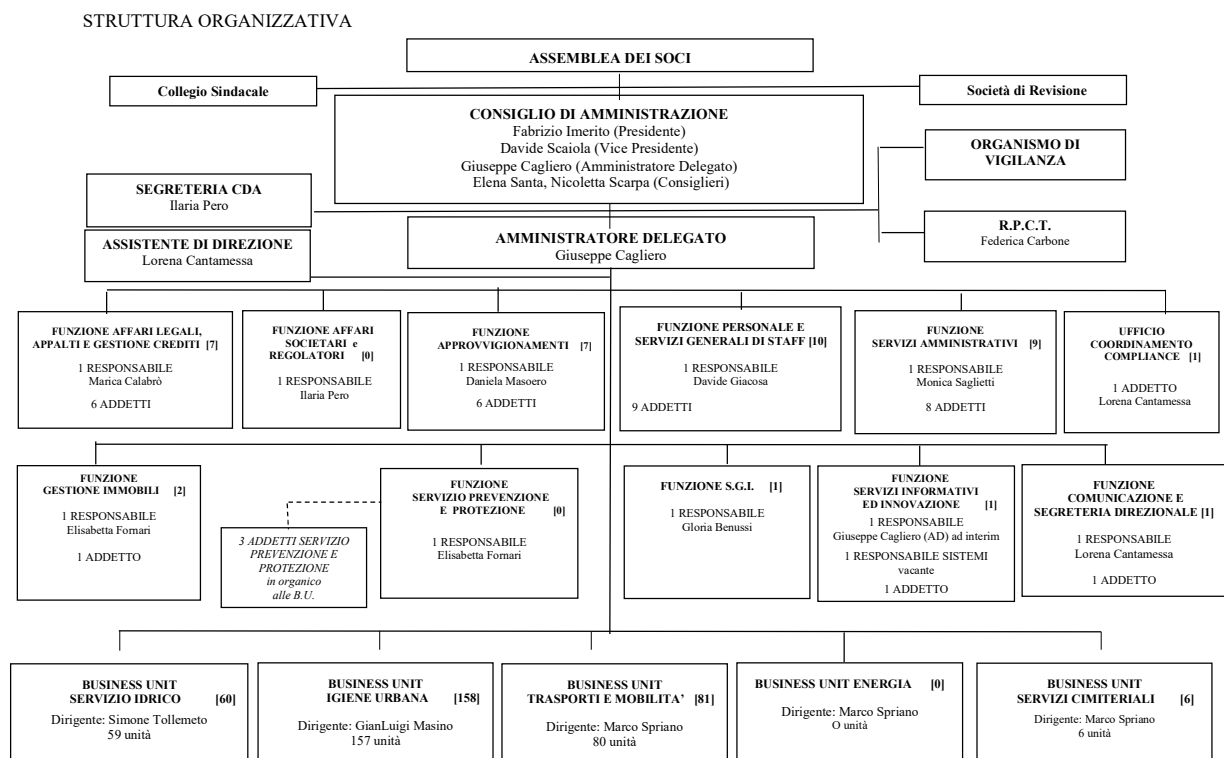 STRUTTURA ORGANIZZATIVA
ASSEMBLEA DEI SOCI
Collegio Sindacale
Società di Revisione
CONSIGLIO DI AMMINISTRAZIONE
Fabrizio Imerito (Presidente)
Davide Scaiola (Vice Presidente)
Giuseppe Cagliero (Amministratore Delegato)
Elena Santa, Nicoletta Scarpa (Consiglieri)
ORGANISMO DI
VIGILANZA
SEGRETERIA CDA
Ilaria Pero
R.P.C.T.
Federica Carbone
ASSISTENTE DI DIREZIONE
Lorena Cantamessa
AMMINISTRATORE DELEGATO
Giuseppe Cagliero
FUNZIONE AFFARI LEGALI,
APPALTI E GESTIONE CREDITI [7]
1 RESPONSABILE
Marica Calabrò
6 ADDETTI
FUNZIONE AFFARI
SOCIETARI e
REGOLATORI [0]
1 RESPONSABILE
Ilaria Pero
FUNZIONE
APPROVVIGIONAMENTI [7]
1 RESPONSABILE
Daniela Masoero
6 ADDETTI
FUNZIONE PERSONALE E
SERVIZI GENERALI DI STAFF [10]
1 RESPONSABILE
Davide Giacosa
9 ADDETTI
FUNZIONE
SERVIZI AMMINISTRATIVI [9]
1 RESPONSABILE
Monica Saglietti
8 ADDETTI
UFFICIO
COORDINAMENTO
COMPLIANCE [1]
1 ADDETTO
Lorena Cantamessa
FUNZIONE
GESTIONE IMMOBILI [2]
1 RESPONSABILE
Elisabetta Fornari
1 ADDETTO
3 ADDETTI SERVIZIO
PREVENZIONE E
PROTEZIONE
in organico
alle B.U.
FUNZIONE
SERVIZIO PREVENZIONE
E PROTEZIONE [0]
1 RESPONSABILE
Elisabetta Fornari
FUNZIONE S.G.I. [1]
1 RESPONSABILE
Gloria Benussi
FUNZIONE
SERVIZI INFORMATIVI
ED INNOVAZIONE [1]
1 RESPONSABILE
Giuseppe Cagliero (AD) ad interim
1 RESPONSABILE SISTEMI
vacante
1 ADDETTO
FUNZIONE
COMUNICAZIONE E
SEGRETERIA DIREZIONALE [1]
1 RESPONSABILE
Lorena Cantamessa
1 ADDETTO
BUSINESS UNIT
SERVIZIO IDRICO [60]
Dirigente: Simone Tollemeto
59 unità
BUSINESS UNIT
IGIENE URBANA [158]
Dirigente: GianLuigi Masino
157 unità
BUSINESS UNIT
TRASPORTI E MOBILITA' [81]
Dirigente: Marco Spriano
80 unità
BUSINESS UNIT ENERGIA [0]
Dirigente: Marco Spriano
O unità
BUSINESS UNIT
SERVIZI CIMITERIALI [6]
Dirigente: Marco Spriano
6 unità